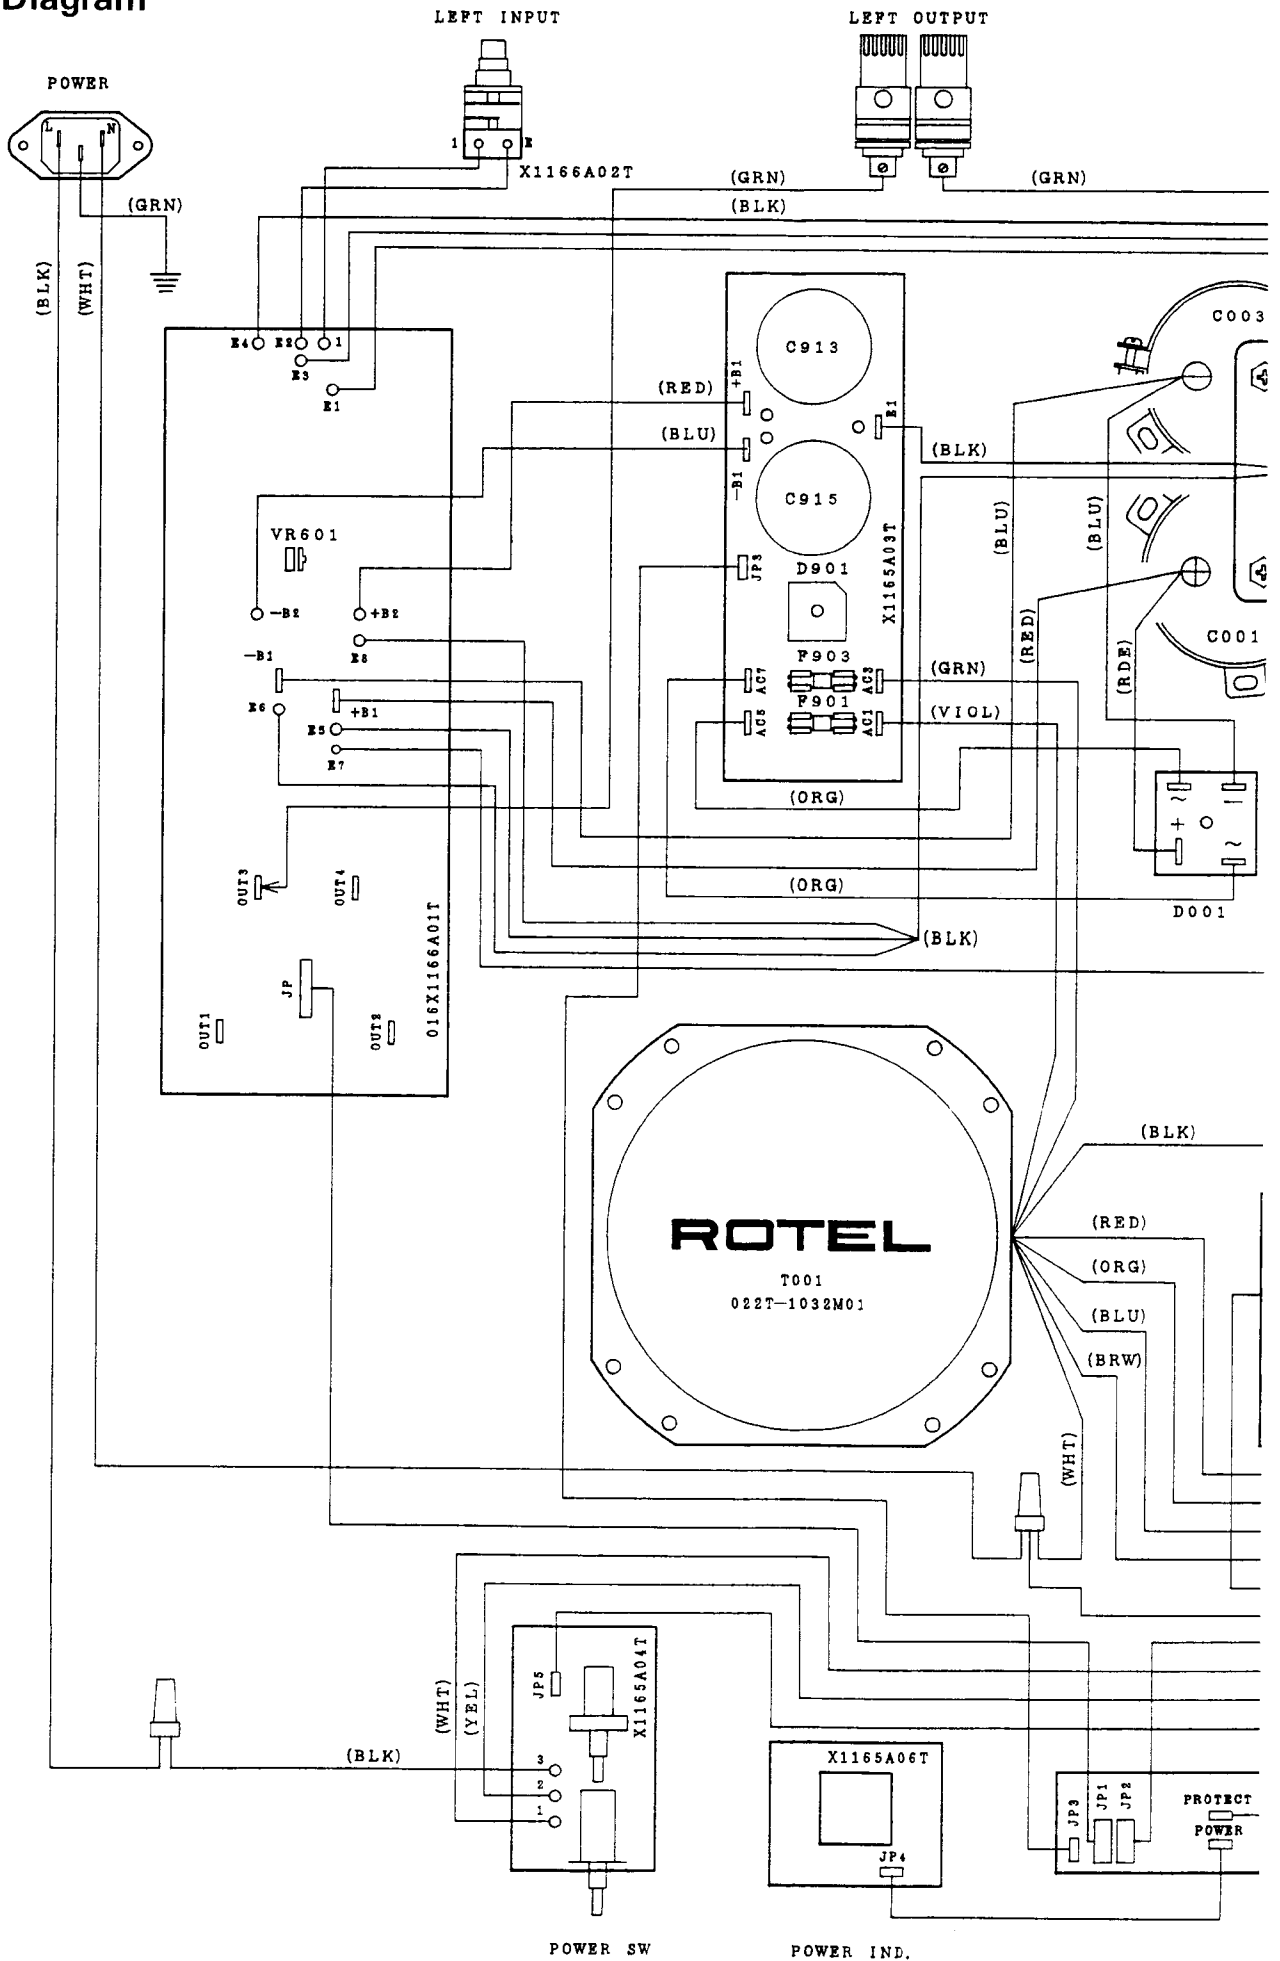 Diagram
LEFT INPUT
LEFT OUTPUT
POWER
L
N
1
E
X1166A02T
(GRN)
(GRN)
(BLK)
(GRN)
(BLK)
(WHT)
E4
E2
1
E3
E1
C913
C003
(RED)
+B1
E1
(BLU)
(BLK)
-B1
C915
VR601
X1165A03T
(BLU)
(BLU)
JP3
D901
-B2
+B2
E8
-B1
E6
+B1
E5
E7
F903
AC7
AC3
(GRN)
F901
AC5
AC1
(VIOL)
(RED)
(RDE)
C001
(ORG)
~
-
+
~
D001
(ORG)
OUT3
OUT4
016X1166A01T
(BLK)
JP
OUT1
OUT2
(BLK)
ROTEL
T001
022T-1032M01
(RED)
(ORG)
(BLU)
(BRW)
(WHT)
X1165A04T
JP5
(WHT)
(YEL)
(BLK)
3
2
1
X1165A06T
JP4
JP3
JP1
JP2
PROTECT
POWER
POWER SW
POWER IND.